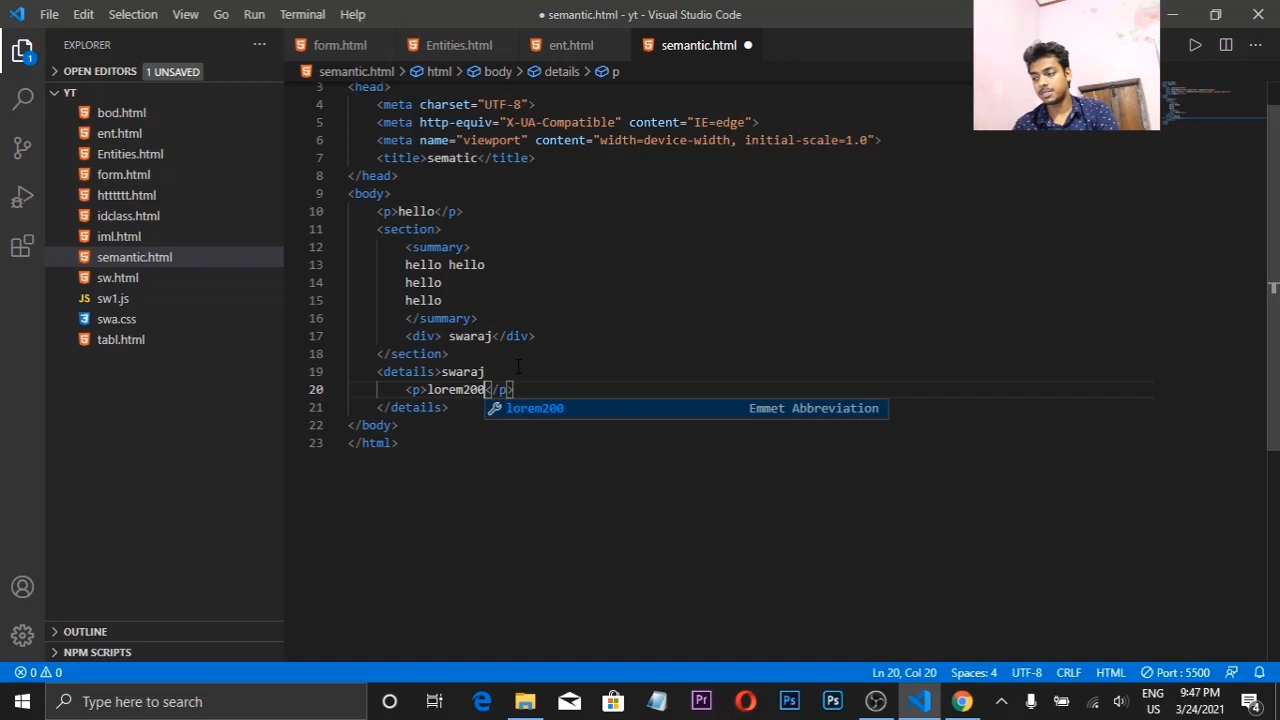 File Edit Selection View Go Run Terminal Help
● semantic.html - yt - Visual Studio Code
EXPLORER
form.html Entities.html ent.html semantic.html
OPEN EDITORS 1 UNSAVED
semantic.html > html > body > details > p
YT
bod.html
ent.html
Entities.html
form.html
htttttt.html
idclass.html
iml.html
semantic.html
sw.html
sw1.js
swa.css
tabl.html
3 <head>
4 <meta charset="UTF-8">
5 <meta http-equiv="X-UA-Compatible" content="IE=edge">
6 <meta name="viewport" content="width=device-width, initial-scale=1.0">
7 <title>sematic</title>
8 </head>
9 <body>
10 <p>hello</p>
11 <section>
12 <summary>
13 hello hello
14 hello
15 hello
16 </summary>
17 <div> swaraj</div>
18 </section>
19 <details>swaraj
20 <p>lorem200</p>
lorem200 Emmet Abbreviation
21 </details>
22 </body>
23 </html>
OUTLINE
NPM SCRIPTS
0 0 Ln 20, Col 20 Spaces: 4 UTF-8 CRLF HTML Port : 5500
Type here to search
ENG
US
9:47 PM
3/24/2021
4